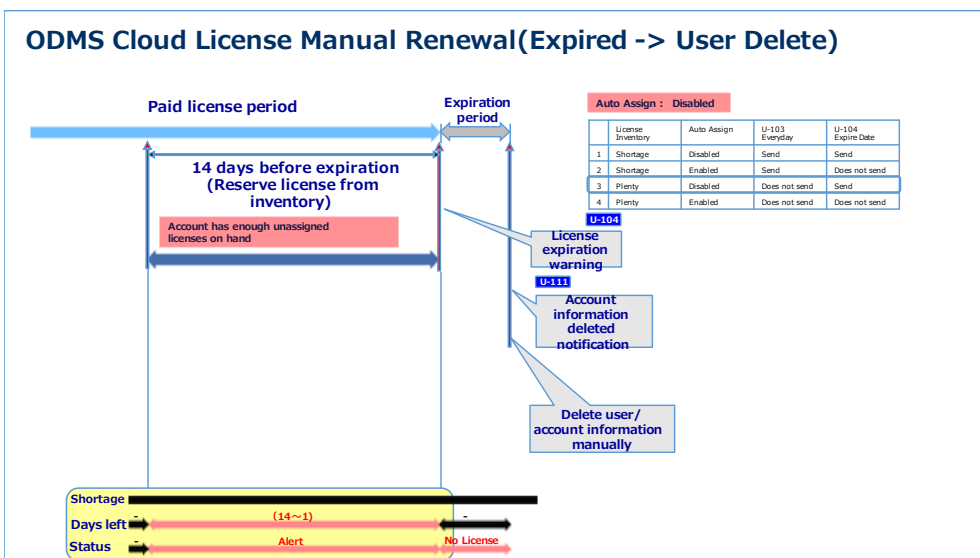 ODMS Cloud License Manual Renewal(Expired -> User Delete)
Paid license period
Expiration
period
14 days before expiration
(Reserve license from
inventory)
Account has enough unassigned
licenses on hand
Auto Assign : Disabled
License Inventory Auto Assign U-103 Everyday U-104 Expire Date
1 Shortage Disabled Send Send
2 Shortage Enabled Send Does not send
3 Plenty Disabled Does not send Send
4 Plenty Enabled Does not send Does not send
U-104
License
expiration
warning
U-111
Account
information
deleted
notification
Delete user/
account information
manually
Shortage
Days left - (14～1) -
Status - Alert No License